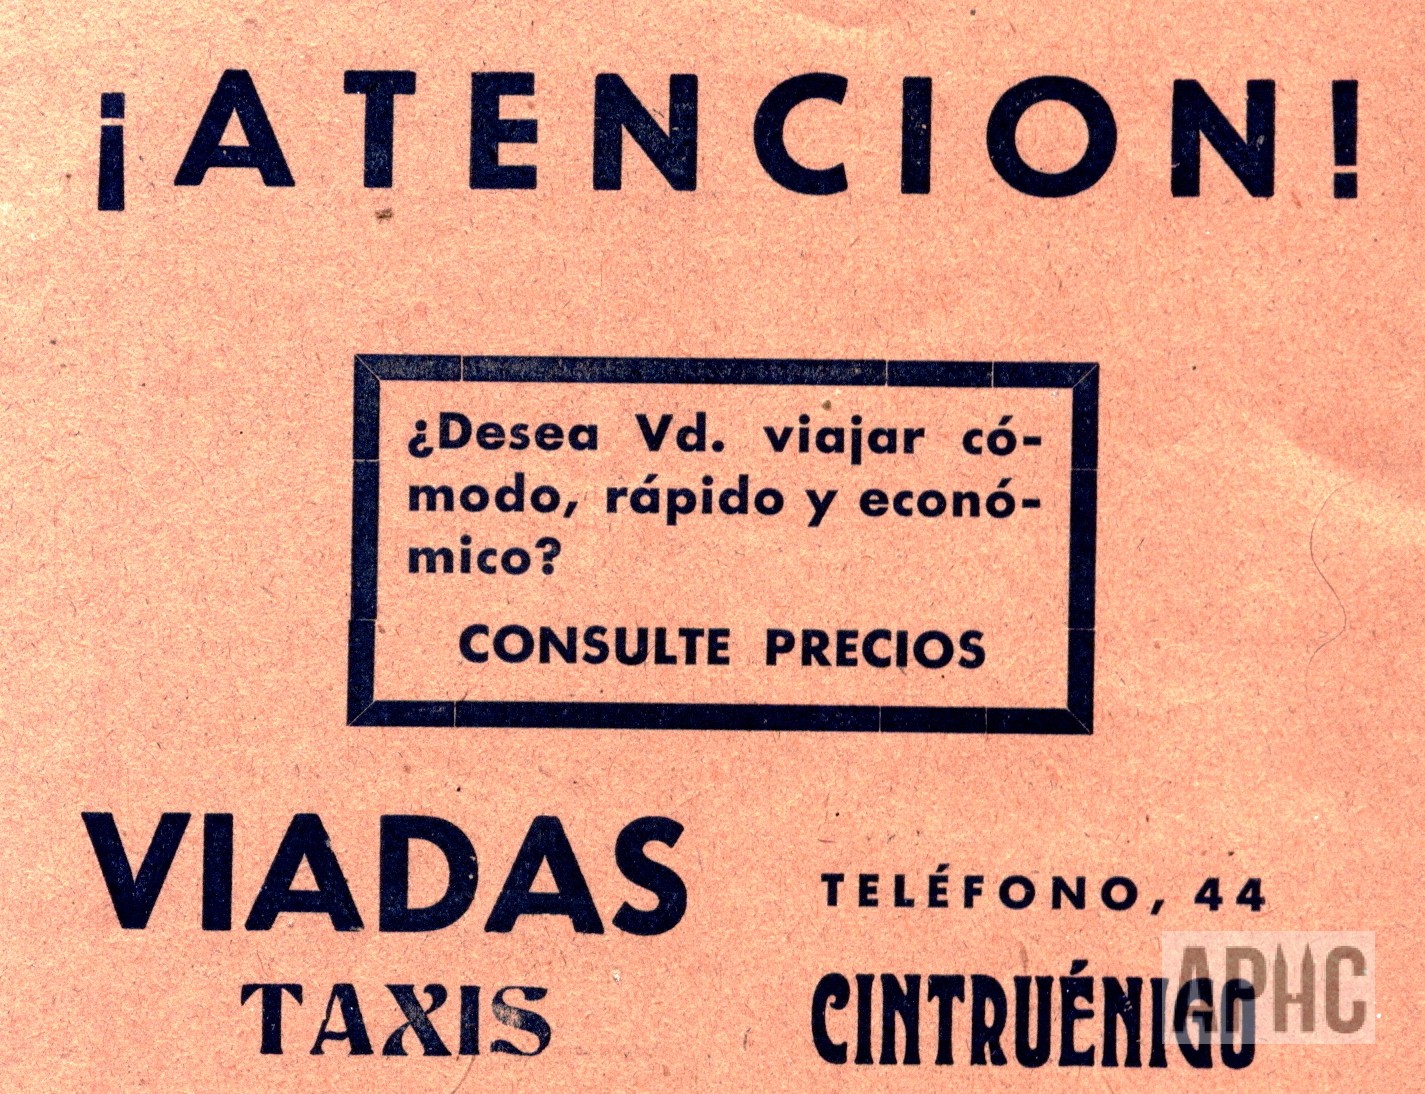 ¡ATENCION!
¿Desea Vd. viajar có-
modo, rápido y econó-
mico?
CONSULTE PRECIOS
VIADAS
TELÉFONO, 44
TAXIS
CINTRUÉNIGO
APHC